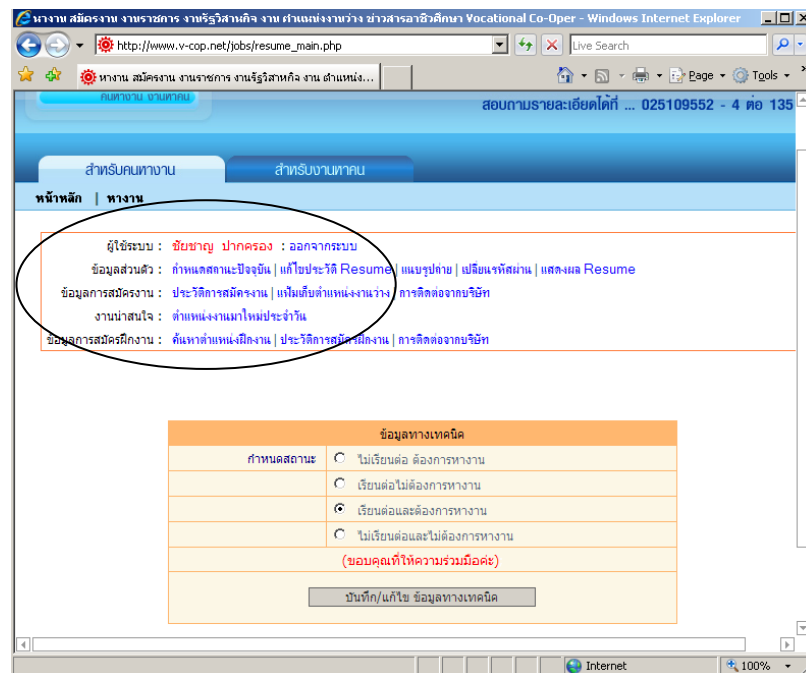 หางาน สมัครงาน งานราชการ งานรัฐวิสาหกิจ งาน ตำแหน่งงานว่าง ข่าวสารอาชีวศึกษา Vocational Co-Oper - Windows Internet Explorer
http://www.v-cop.net/jobs/resume_main.php Live Search
หางาน สมัครงาน งานราชการ งานรัฐวิสาหกิจ งาน ตำแหน่ง... Page Tools
คนหางาน งานหาคน
สอบถามรายละเอียดได้ที่ ... 025109552 - 4 ต่อ 135
สำหรับคนหางาน สำหรับงานหาคน
หน้าหลัก | หางาน
ผู้ใช้ระบบ : ชัยชาญ ปากครอง : ออกจากระบบ
ข้อมูลส่วนตัว : กำหนดสถานะปัจจุบัน | แก้ไขประวัติ Resume | แนบรูปถ่าย | เปลี่ยนรหัสผ่าน | แสดงผล Resume
ข้อมูลการสมัครงาน : ประวัติการสมัครงาน | แฟ้มเก็บตำแหน่งงานว่าง | การติดต่อจากบริษัท
งานน่าสนใจ : ตำแหน่งงานมาใหม่ประจำวัน
ข้อมูลการสมัครฝึกงาน : ค้นหาตำแหน่งฝึกงาน | ประวัติการสมัครฝึกงาน | การติดต่อจากบริษัท
ข้อมูลทางเทคนิค
กำหนดสถานะ ไม่เรียนต่อ ต้องการหางาน
เรียนต่อไม่ต้องการหางาน
เรียนต่อและต้องการหางาน
ไม่เรียนต่อและไม่ต้องการหางาน
(ขอบคุณที่ให้ความร่วมมือค่ะ)
บันทึก/แก้ไข ข้อมูลทางเทคนิค
Internet 100%